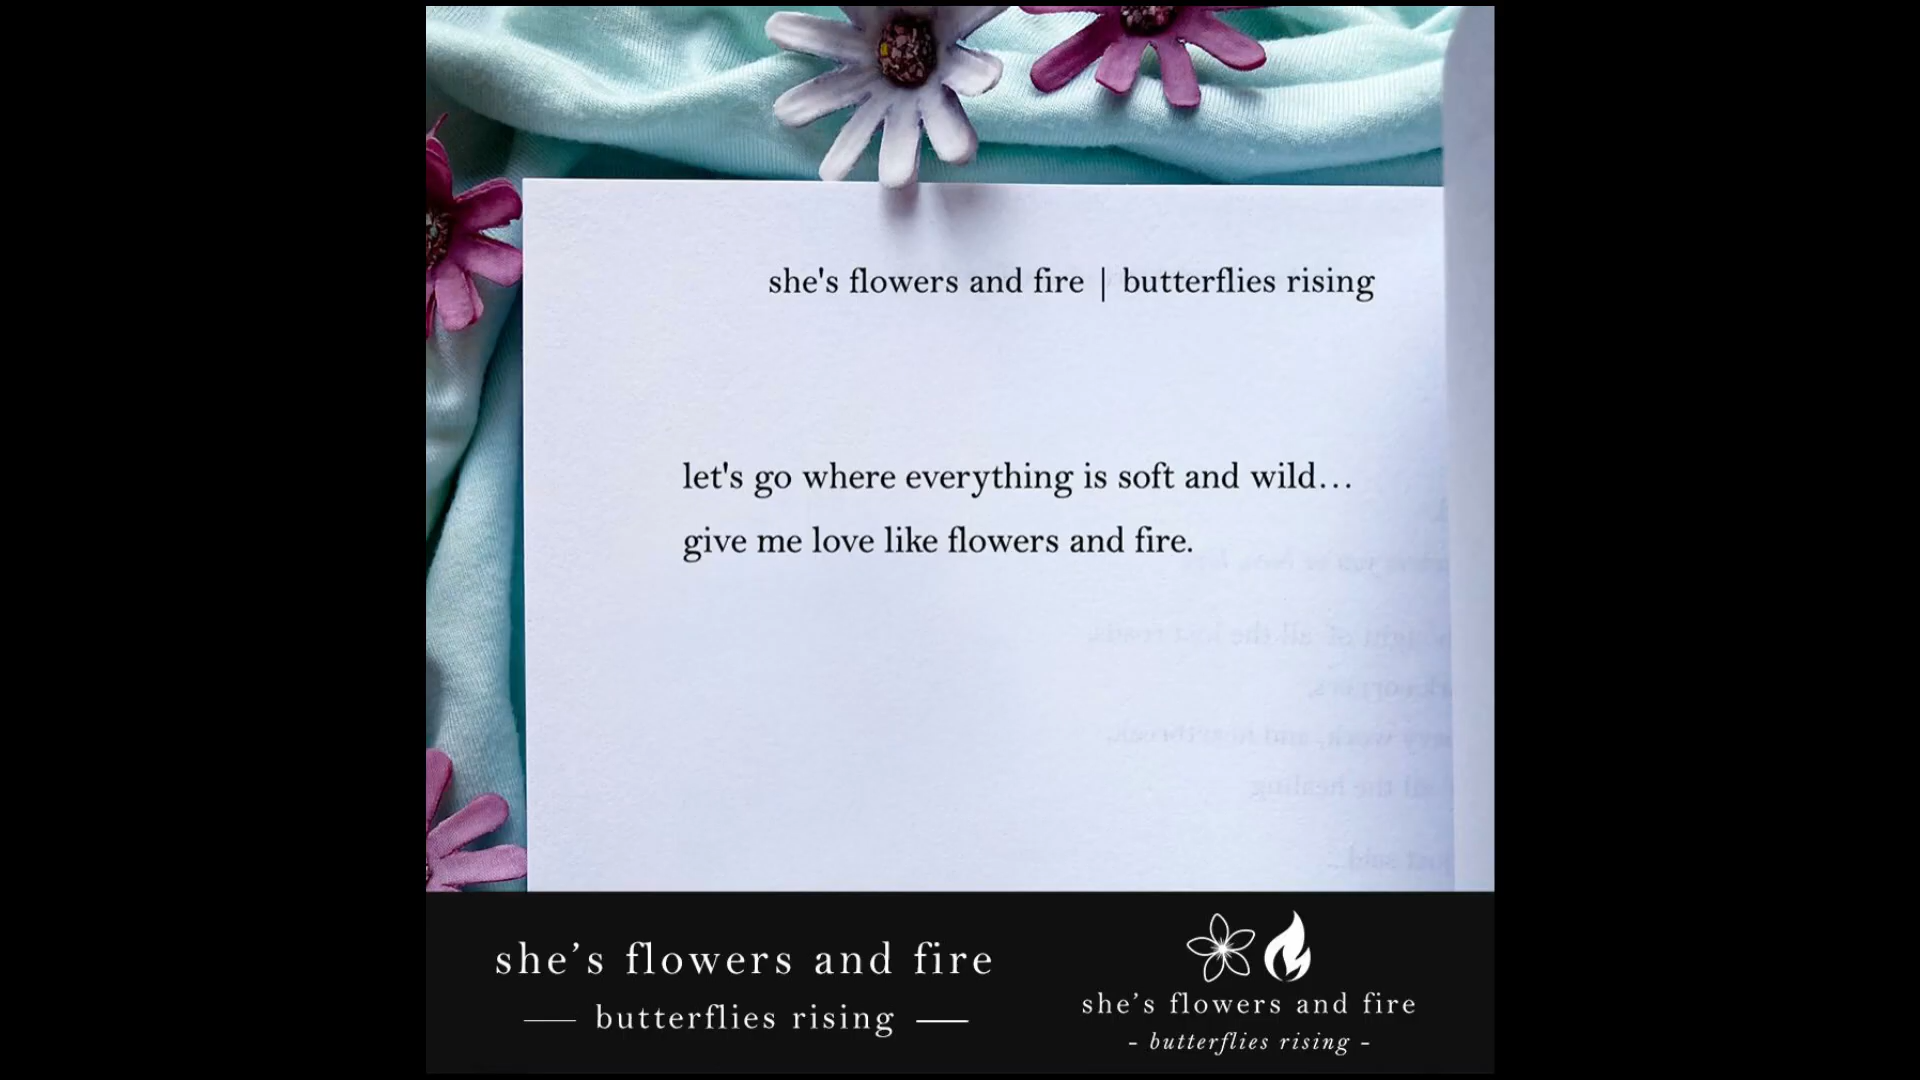 she's flowers and fire | butterflies rising
let's go where everything is soft and wild…
give me love like flowers and fire.
she’s flowers and fire
butterflies rising
she’s flowers and fire
- butterflies rising -